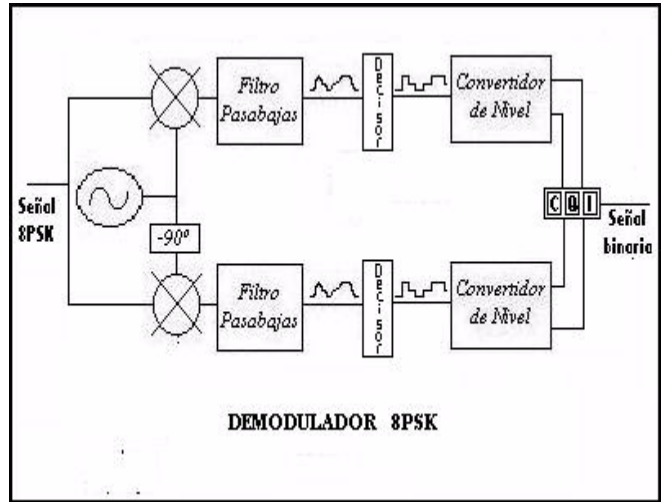 Filtro
Pasabajas
Decisor
Convertidor
de Nivel
Señal
8PSK
-90º
C Q I
Señal
binaria
Filtro
Pasabajas
Decisor
Convertidor
de Nivel
DEMODULADOR 8PSK